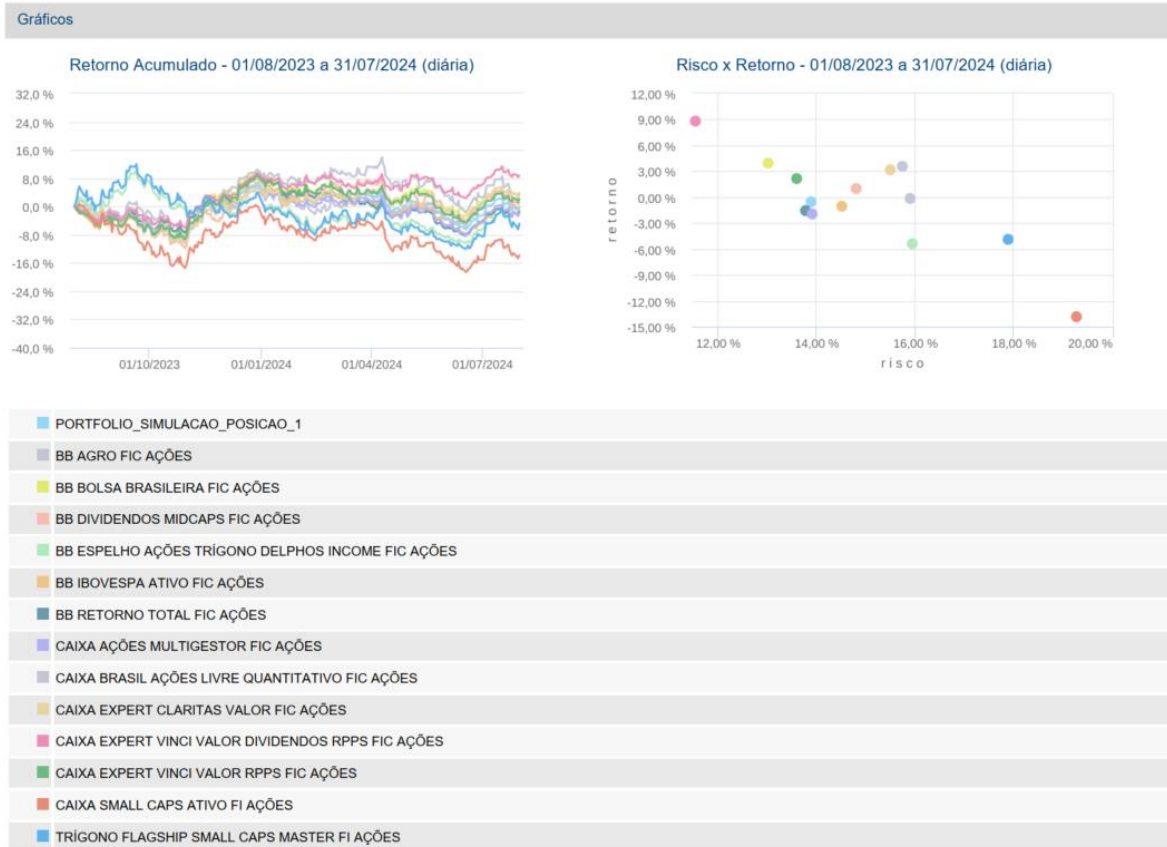 Gráficos
Retorno Acumulado - 01/08/2023 a 31/07/2024 (diária)
32,0 %
24,0 %
16,0 %
8,0 %
0,0 %
-8,0 %
-16,0 %
-24,0 %
-32,0 %
-40,0 %
01/10/2023
01/01/2024
01/04/2024
01/07/2024
Risco x Retorno - 01/08/2023 a 31/07/2024 (diária)
retorno
12,00 %
9,00 %
6,00 %
3,00 %
0,00 %
-3,00 %
-6,00 %
-9,00 %
-12,00 %
-15,00 %
12,00 %
14,00 %
16,00 %
18,00 %
20,00 %
risco
PORTFOLIO_SIMULACAO_POSICAO_1
BB AGRO FIC AÇÕES
BB BOLSA BRASILEIRA FIC AÇÕES
BB DIVIDENDOS MIDCAPS FIC AÇÕES
BB ESPELHO AÇÕES TRÍGONO DELPHOS INCOME FIC AÇÕES
BB IBOVESPA ATIVO FIC AÇÕES
BB RETORNO TOTAL FIC AÇÕES
CAIXA AÇÕES MULTIGESTOR FIC AÇÕES
CAIXA BRASIL AÇÕES LIVRE QUANTITATIVO FIC AÇÕES
CAIXA EXPERT CLARITAS VALOR FIC AÇÕES
CAIXA EXPERT VINCI VALOR DIVIDENDOS RPPS FIC AÇÕES
CAIXA EXPERT VINCI VALOR RPPS FIC AÇÕES
CAIXA SMALL CAPS ATIVO FI AÇÕES
TRÍGONO FLAGSHIP SMALL CAPS MASTER FI AÇÕES